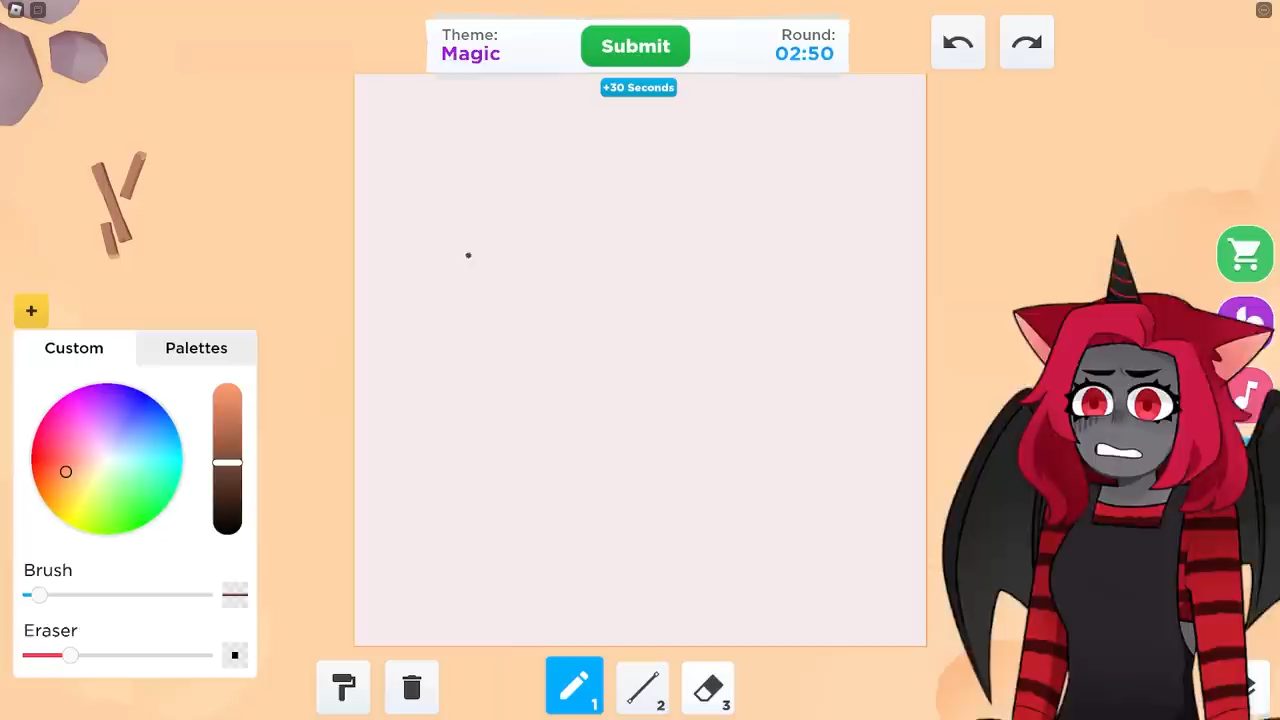 Theme:
Magic
Submit
Round:
02:50
+30 Seconds
+
Custom
Palettes
Brush
Eraser
1
2
3